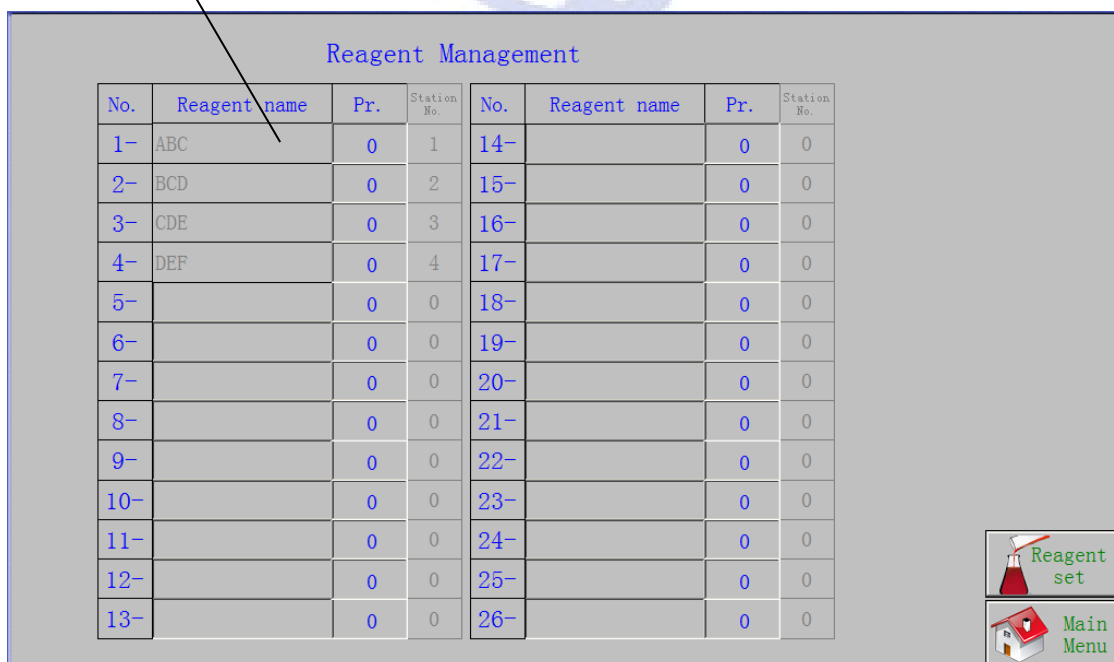 Reagent Management
No. Reagent name Pr. Station No. No. Reagent name Pr. Station No.
1- ABC 0 1 14- 0 0
2- BCD 0 2 15- 0 0
3- CDE 0 3 16- 0 0
4- DEF 0 4 17- 0 0
5- 0 0 18- 0 0
6- 0 0 19- 0 0
7- 0 0 20- 0 0
8- 0 0 21- 0 0
9- 0 0 22- 0 0
10- 0 0 23- 0 0
11- 0 0 24- 0 0
12- 0 0 25- 0 0
13- 0 0 26- 0 0
Reagent
set
Main
Menu